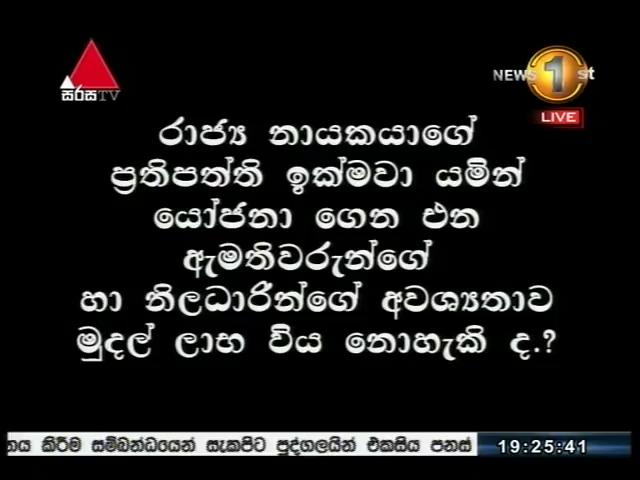 සිරස TV
NEWS 1st
LIVE
රාජ්‍ය නායකයාගේ
ප්‍රතිපත්ති ඉක්මවා යමින්
යෝජනා ගෙන එන
ඇමතිවරුන්ගේ
හා නිලධාරීන්ගේ අවශ්‍යතාව
මුදල් ලාභ විය නොහැකි ද.?
නය කිරීම සම්බන්ධයෙන් සැකපිට පුද්ගලයින් එකසිය පනස් 19:25:41